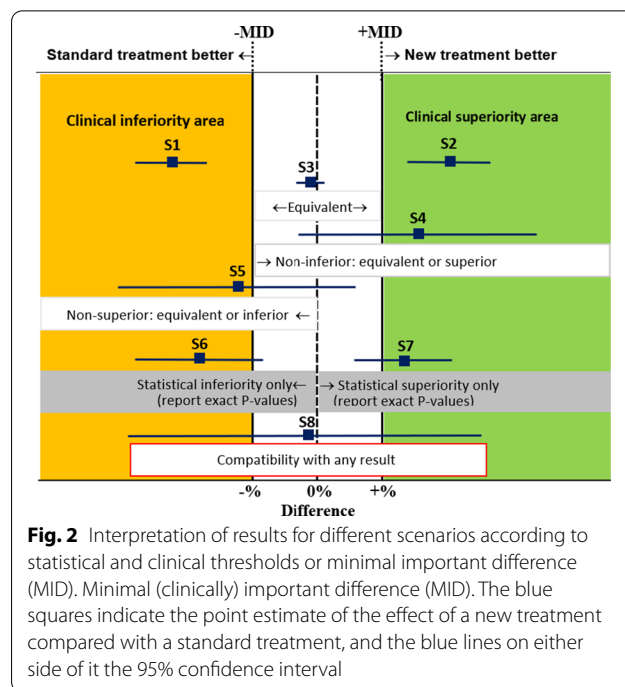 -MID +MID
Standard treatment better ← → New treatment better
Clinical inferiority area Clinical superiority area
S1 S2
S3
←Equivalent→
S4
→ Non-inferior: equivalent or superior
S5
Non-superior: equivalent or inferior ←
S6 S7
Statistical inferiority only← → Statistical superiority only
(report exact P-values) (report exact P-values)
S8
Compatibility with any result
-% 0% +%
Difference
Fig. 2 Interpretation of results for different scenarios according to
statistical and clinical thresholds or minimal important difference
(MID). Minimal (clinically) important difference (MID). The blue
squares indicate the point estimate of the effect of a new treatment
compared with a standard treatment, and the blue lines on either
side of it the 95% confidence interval